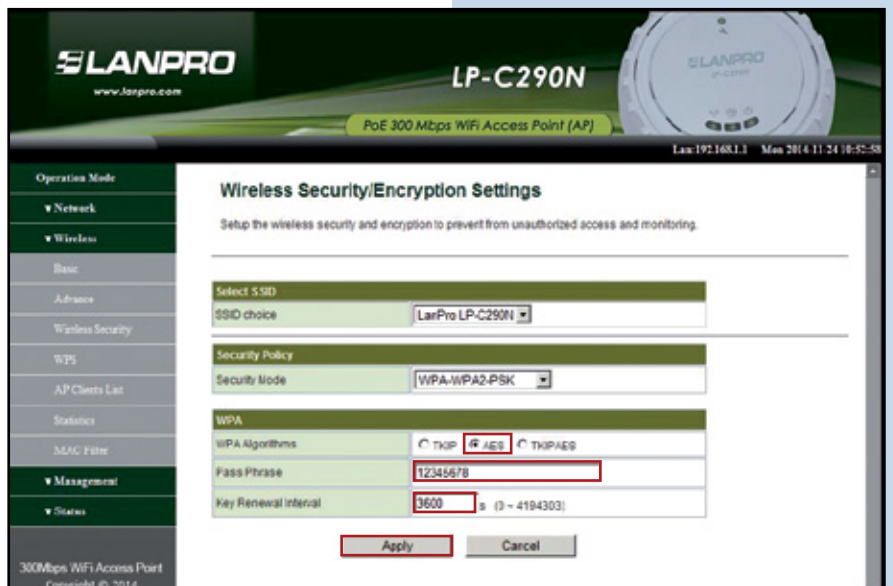 LANPRO
www.lanpro.com
LP-C290N
PoE 300 Mbps WiFi Access Point (AP)
LANPRO
LP-C290N
Lan:192.168.1.1 Mon 2014-11-24 10:52:58
Operation Mode
Network
Wireless
Basic
Advance
Wireless Security
WPS
AP Clients List
Statistics
MAC Filter
Management
Status
300Mbps WiFi Access Point
Copyright © 2014
Wireless Security/Encryption Settings
Setup the wireless security and encryption to prevent from unauthorized access and monitoring.
Select SSID
SSID choice LanPro LP-C290N
Security Policy
Security Mode WPA-WPA2-PSK
WPA
WPA Algorithms TKIP AES TKIPAES
Pass Phrase 12345678
Key Renewal Interval 3600 s (0 ~ 4194303)
Apply Cancel